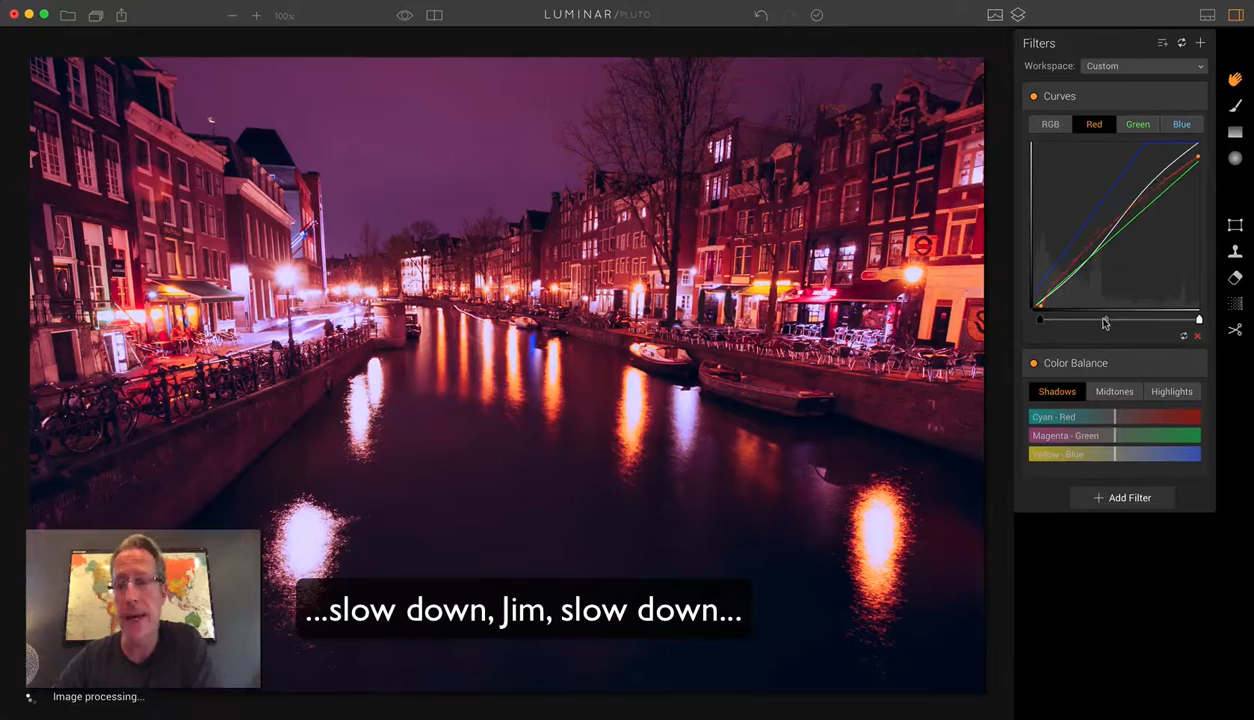 100%
LUMINAR/PLUTO
Filters
Workspace: Custom
Curves
RGB Red Green Blue
Color Balance
Shadows Midtones Highlights
Cyan - Red
Magenta - Green
Yellow - Blue
Add Filter
...slow down, Jim, slow down...
Image processing...